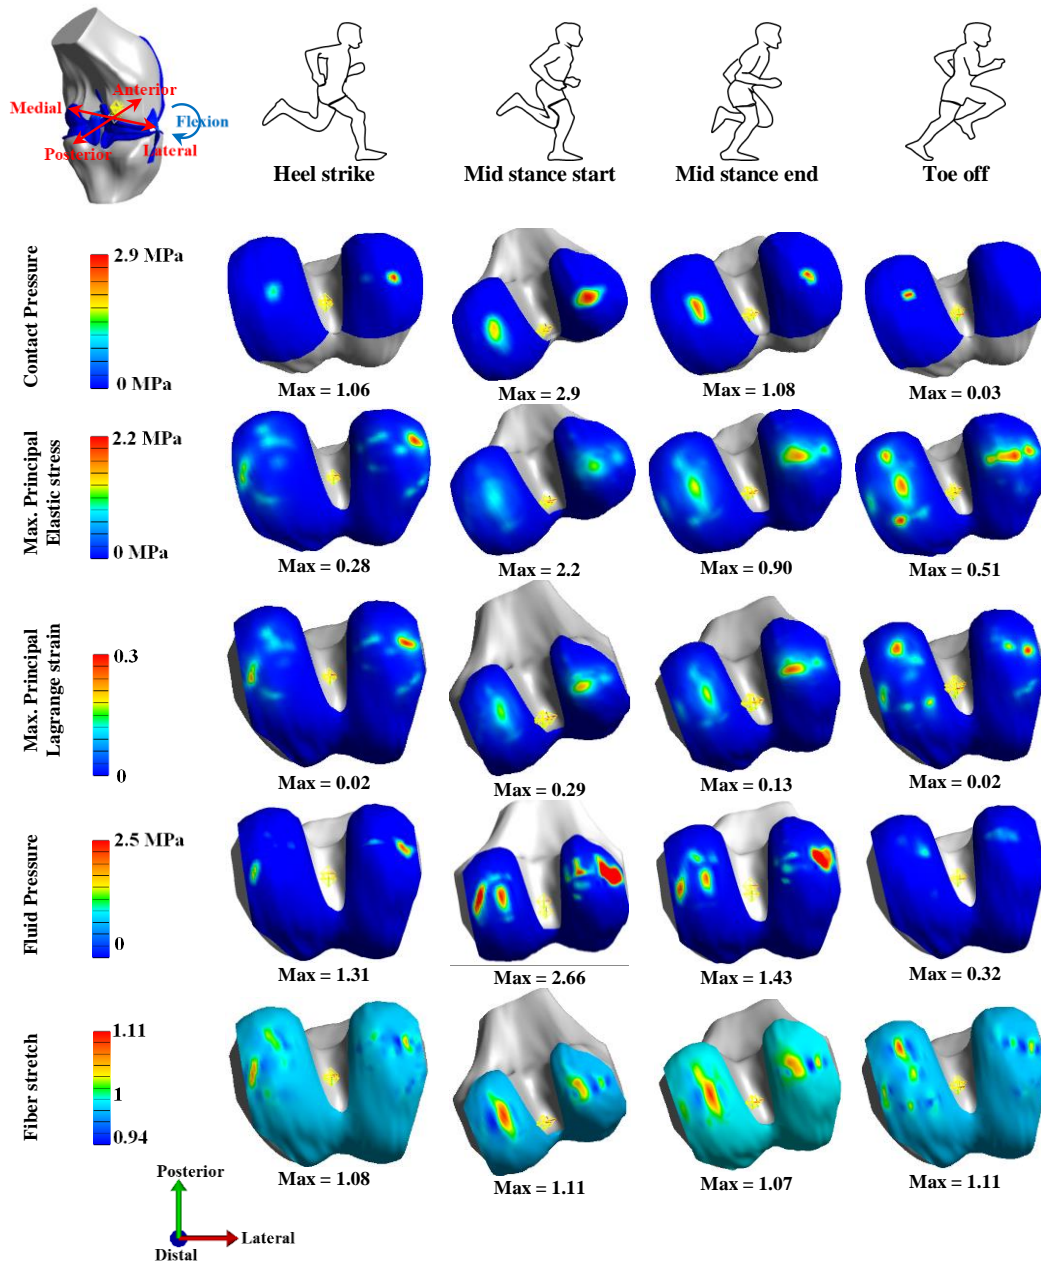 Anterior
Medial
Flexion
Posterior
Lateral
Heel strike
Mid stance start
Mid stance end
Toe off
Contact Pressure
2.9 MPa
0 MPa
Max = 1.06
Max = 2.9
Max = 1.08
Max = 0.03
Max. Principal
Elastic stress
2.2 MPa
0 MPa
Max = 0.28
Max = 2.2
Max = 0.90
Max = 0.51
Max. Principal
Lagrange strain
0.3
0
Max = 0.02
Max = 0.29
Max = 0.13
Max = 0.02
Fluid Pressure
2.5 MPa
0
Max = 1.31
Max = 2.66
Max = 1.43
Max = 0.32
Fiber stretch
1.11
1
0.94
Max = 1.08
Max = 1.11
Max = 1.07
Max = 1.11
Posterior
Lateral
Distal